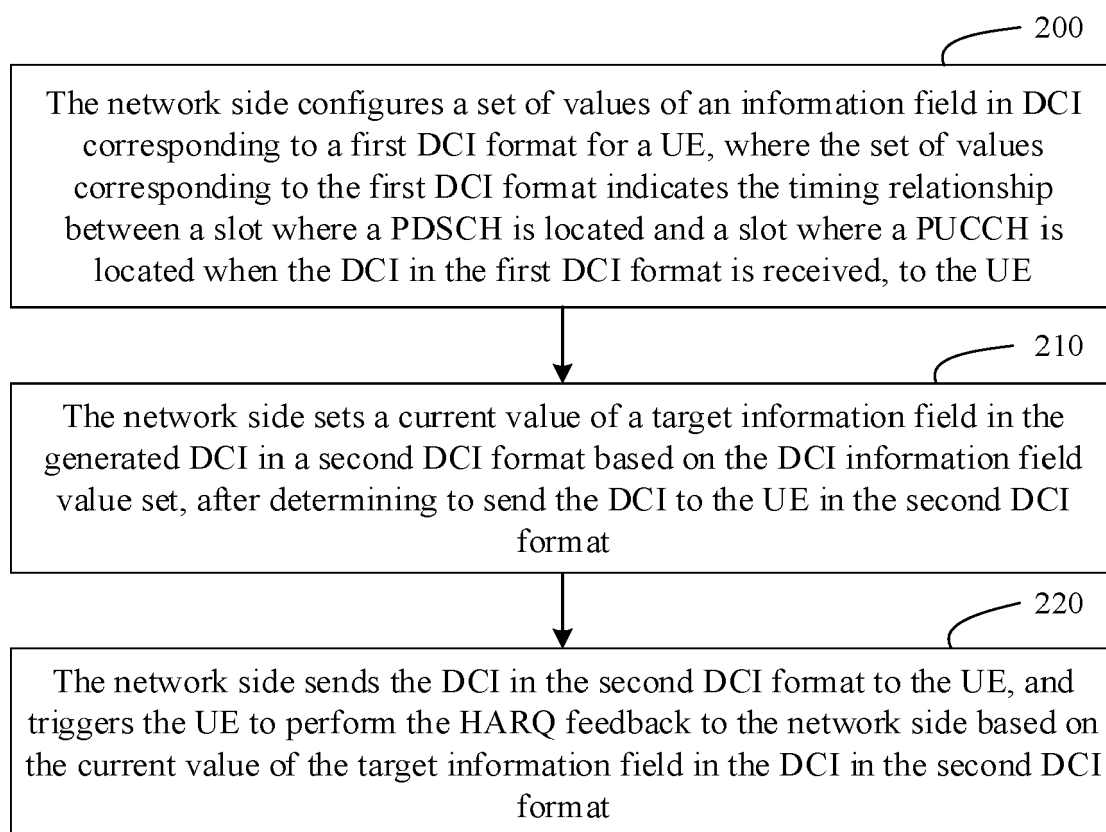 200
The network side configures a set of values of an information field in DCI
corresponding to a first DCI format for a UE, where the set of values
corresponding to the first DCI format indicates the timing relationship
between a slot where a PDSCH is located and a slot where a PUCCH is
located when the DCI in the first DCI format is received, to the UE
210
The network side sets a current value of a target information field in the
generated DCI in a second DCI format based on the DCI information field
value set, after determining to send the DCI to the UE in the second DCI
format
220
The network side sends the DCI in the second DCI format to the UE, and
triggers the UE to perform the HARQ feedback to the network side based on
the current value of the target information field in the DCI in the second DCI
format